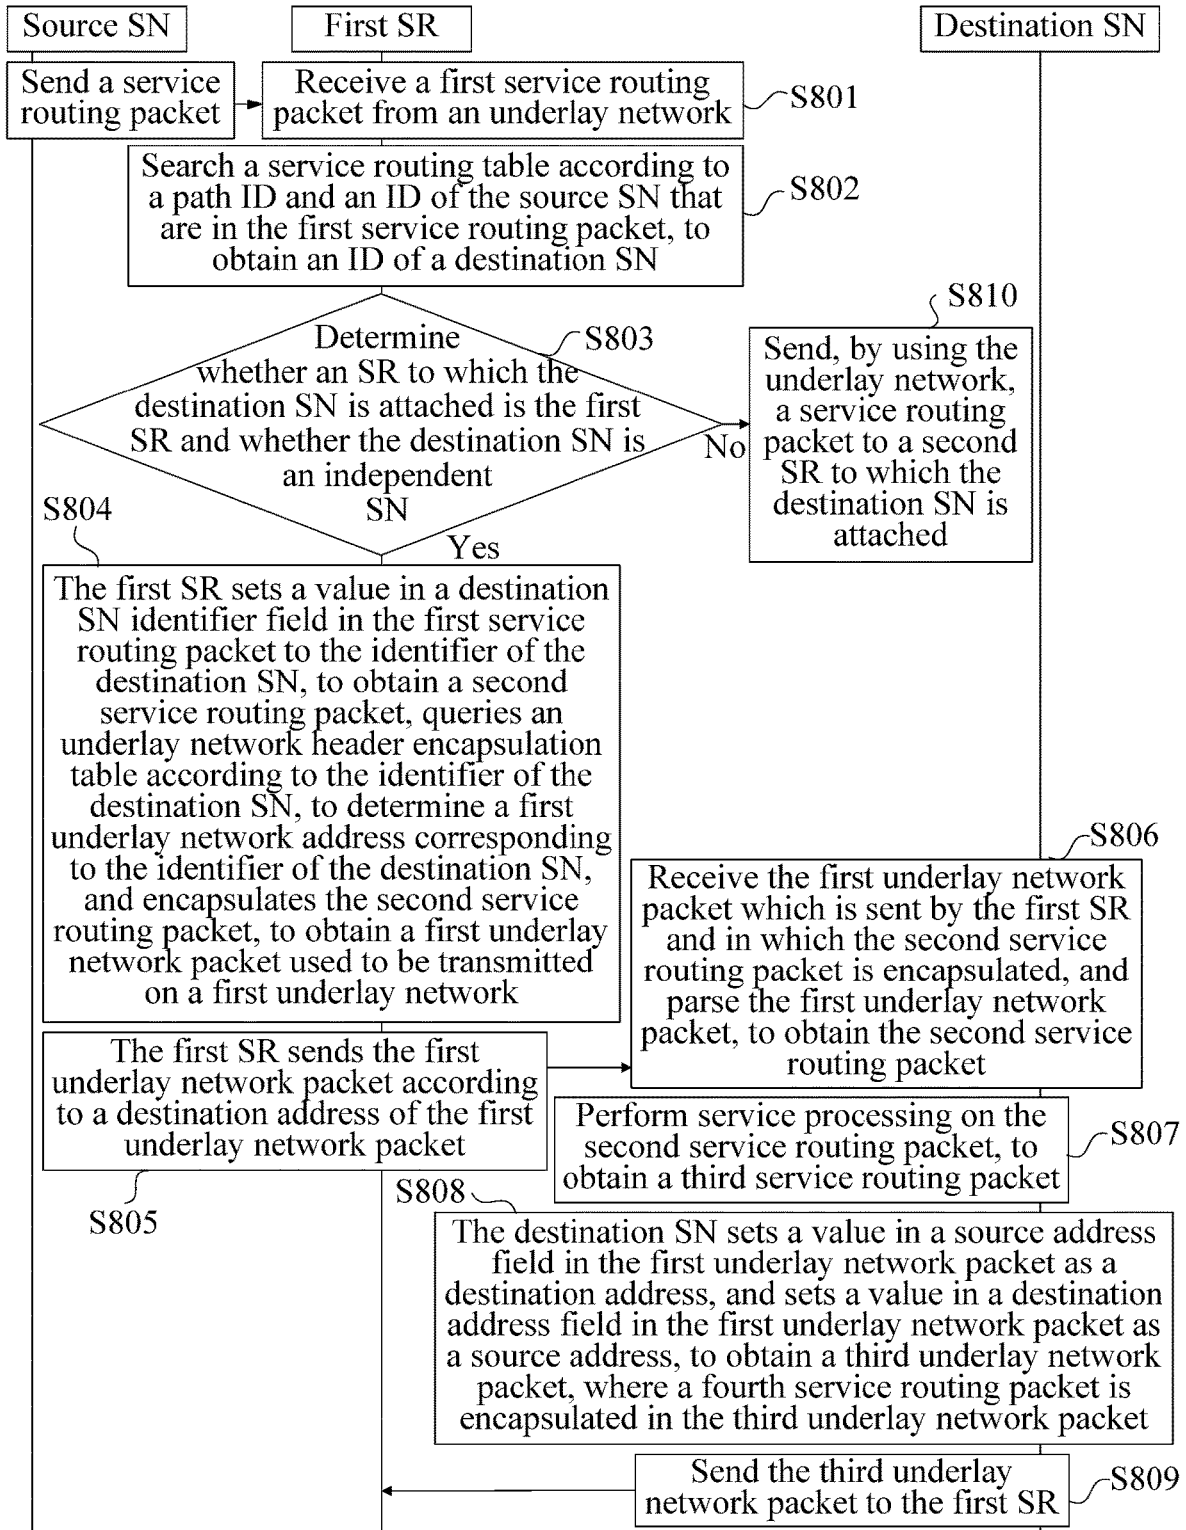 Source SN
First SR
Destination SN
Send a service
routing packet
Receive a first service routing
packet from an underlay network
S801
Search a service routing table according to
a path ID and an ID of the source SN that
are in the first service routing packet, to
obtain an ID of a destination SN
S802
Determine
whether an SR to which the
destination SN is attached is the first
SR and whether the destination SN is
an independent
SN
S803
No
Yes
S810
Send, by using the
underlay network,
a service routing
packet to a second
SR to which the
destination SN is
attached
S804
The first SR sets a value in a destination
SN identifier field in the first service
routing packet to the identifier of the
destination SN, to obtain a second
service routing packet, queries an
underlay network header encapsulation
table according to the identifier of the
destination SN, to determine a first
underlay network address corresponding
to the identifier of the destination SN,
and encapsulates the second service
routing packet, to obtain a first underlay
network packet used to be transmitted
on a first underlay network
The first SR sends the first
underlay network packet according
to a destination address of the first
underlay network packet
S805
S806
Receive the first underlay network
packet which is sent by the first SR
and in which the second service
routing packet is encapsulated, and
parse the first underlay network
packet, to obtain the second service
routing packet
Perform service processing on the
second service routing packet, to
obtain a third service routing packet
S807
S808
The destination SN sets a value in a source address
field in the first underlay network packet as a
destination address, and sets a value in a destination
address field in the first underlay network packet as
a source address, to obtain a third underlay network
packet, where a fourth service routing packet is
encapsulated in the third underlay network packet
Send the third underlay
network packet to the first SR
S809